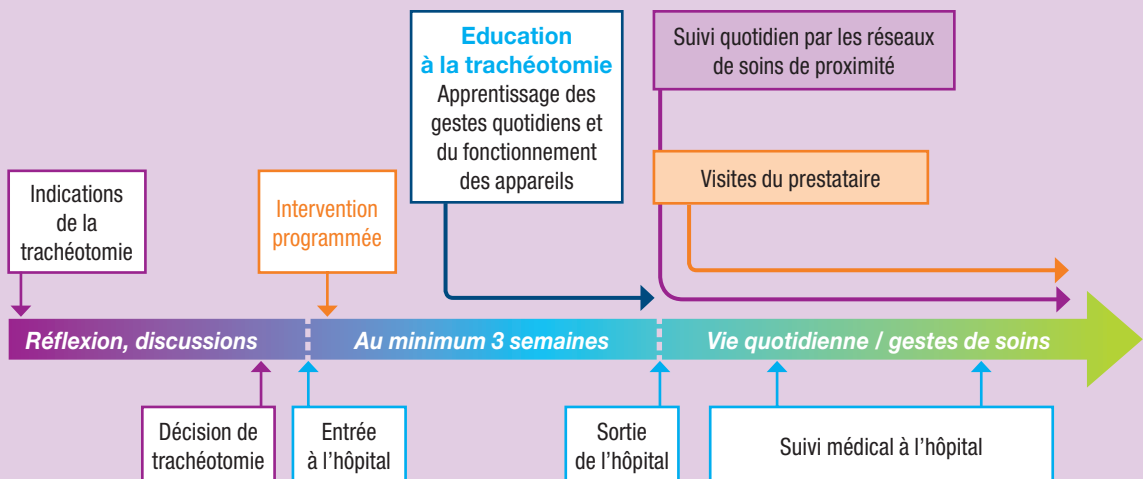 Education
à la trachéotomie
Apprentissage des
gestes quotidiens et
du fonctionnement
des appareils
Suivi quotidien par les réseaux
de soins de proximité
Visites du prestataire
Indications
de la
trachéotomie
Intervention
programmée
Réflexion, discussions
Au minimum 3 semaines
Vie quotidienne / gestes de soins
Décision de
trachéotomie
Entrée
à l’hôpital
Sortie
de l’hôpital
Suivi médical à l’hôpital